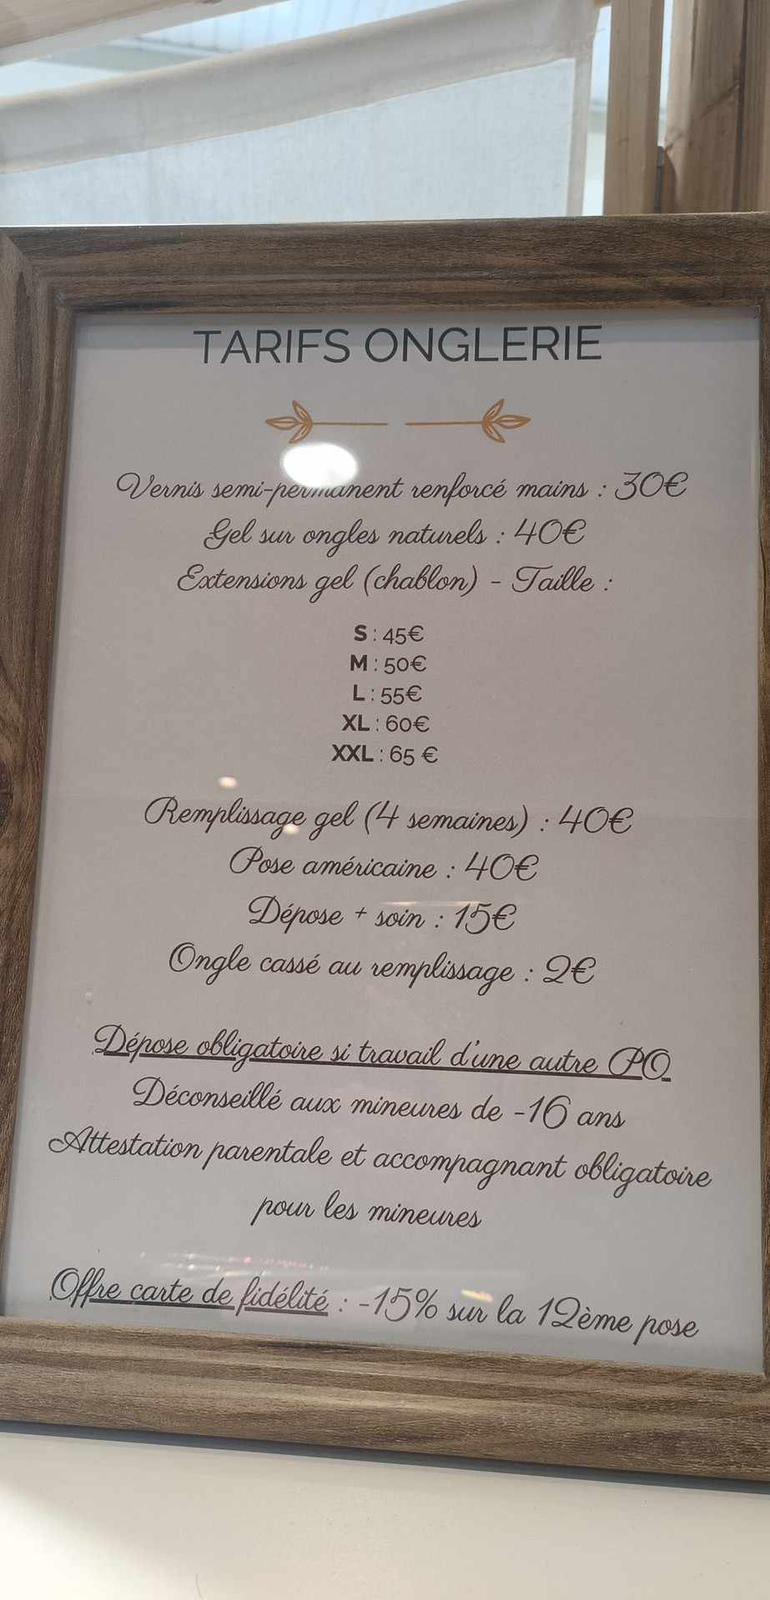 TARIFS ONGLERIE
Vernis semi-permanent renforcé mains : 30€
Gel sur ongles naturels : 40€
Extensions gel (chablon) - Taille :
S : 45€
M : 50€
L : 55€
XL : 60€
XXL : 65 €
Remplissage gel (4 semaines) : 40€
Pose américaine : 40€
Dépose + soin : 15€
Ongle cassé au remplissage : 2€
Dépose obligatoire si travail d'une autre PO
Déconseillé aux mineures de -16 ans
Attestation parentale et accompagnant obligatoire
pour les mineures
Offre carte de fidélité : -15% sur la 12ème pose